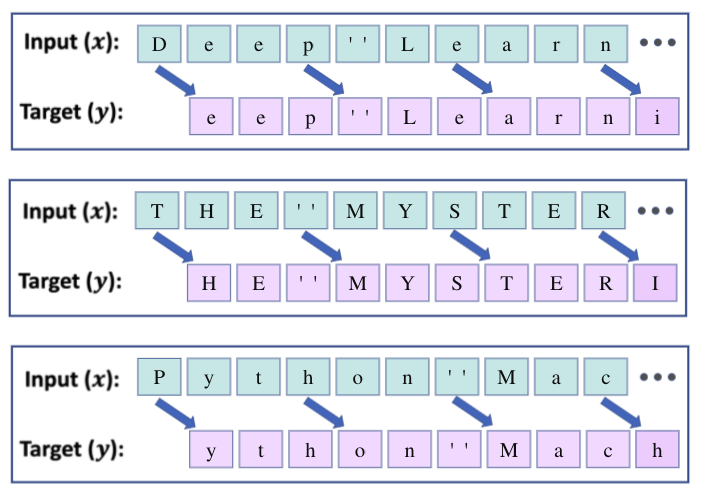 Input (x): D e e p ' ' L e a r n •••
Target (y): e e p ' ' L e a r n i
Input (x): T H E ' ' M Y S T E R •••
Target (y): H E ' ' M Y S T E R I
Input (x): P y t h o n ' ' M a c •••
Target (y): y t h o n ' ' M a c h